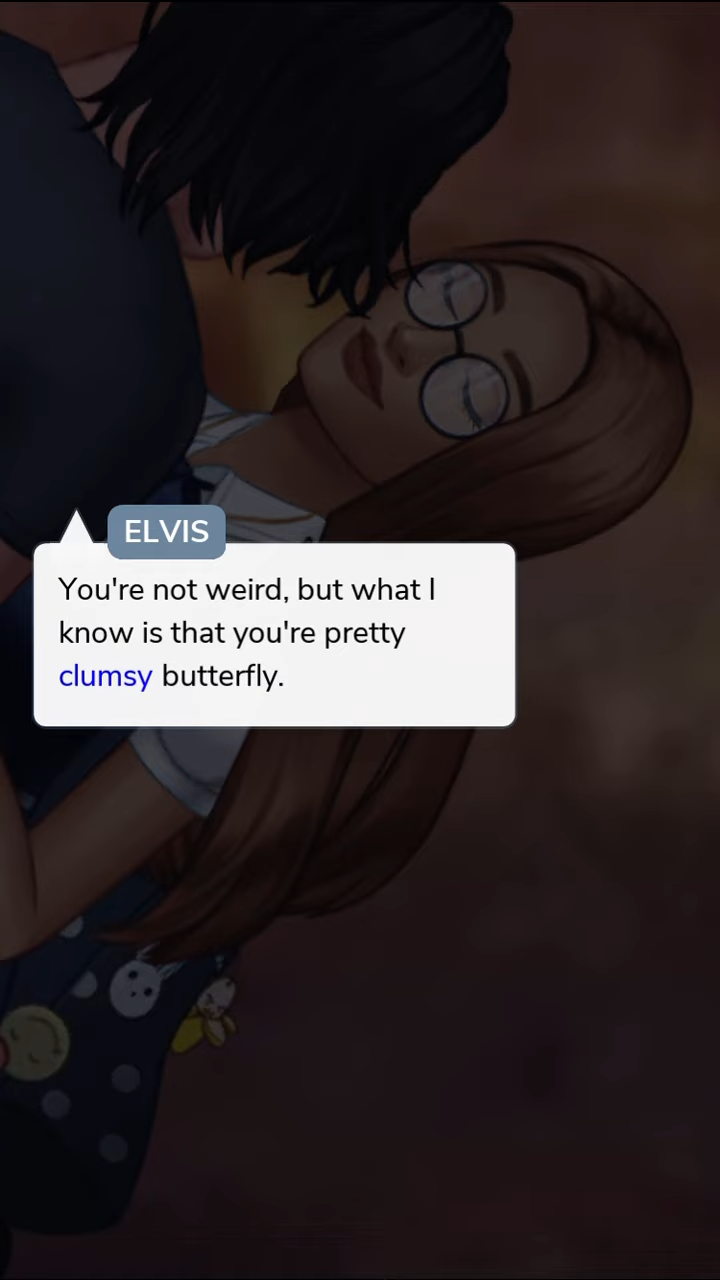 ELVIS
You're not weird, but what I
know is that you're pretty
clumsy butterfly.